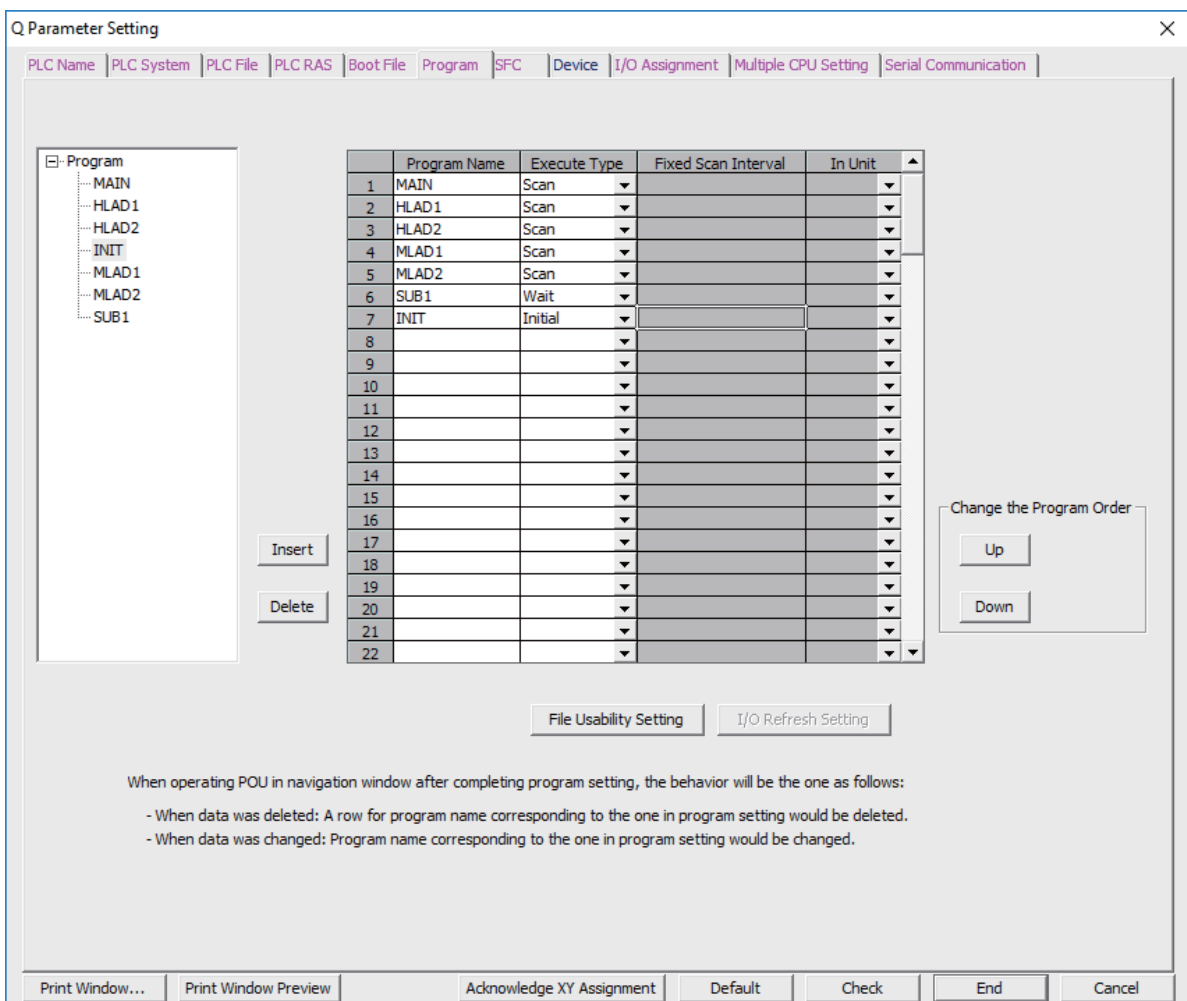 Q Parameter Setting
PLC Name PLC System PLC File PLC RAS Boot File Program SFC Device I/O Assignment Multiple CPU Setting Serial Communication
Program
MAIN
HLAD1
HLAD2
INIT
MLAD1
MLAD2
SUB1
Program Name Execute Type Fixed Scan Interval In Unit
1 MAIN Scan
2 HLAD1 Scan
3 HLAD2 Scan
4 MLAD1 Scan
5 MLAD2 Scan
6 SUB1 Wait
7 INIT Initial
8
9
10
11
12
13
14
15
16
17
18
19
20
21
22
Insert
Delete
Change the Program Order
Up
Down
File Usability Setting I/O Refresh Setting
When operating POU in navigation window after completing program setting, the behavior will be the one as follows:
- When data was deleted: A row for program name corresponding to the one in program setting would be deleted.
- When data was changed: Program name corresponding to the one in program setting would be changed.
Print Window... Print Window Preview Acknowledge XY Assignment Default Check End Cancel